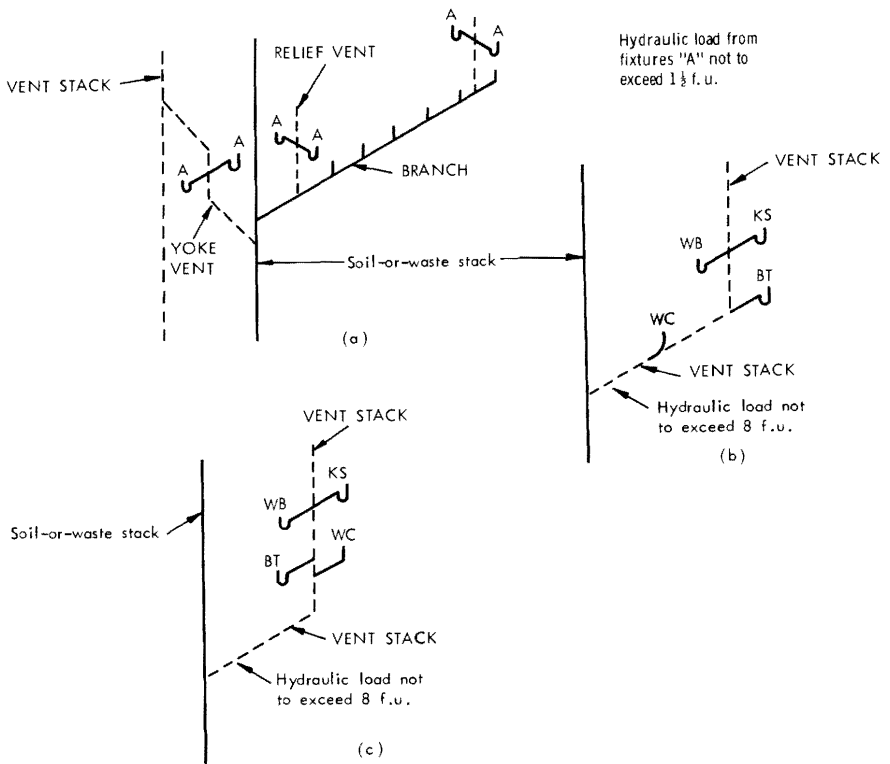 A
A
RELIEF VENT
Hydraulic load from
fixtures "A" not to
exceed 1½ f.u.
VENT STACK
A
A
A
A
BRANCH
VENT STACK
YOKE
VENT
KS
WB
Soil-or-waste stack
BT
WC
(a)
VENT STACK
Hydraulic load not
to exceed 8 f.u.
(b)
VENT STACK
KS
WB
Soil-or-waste stack
WC
BT
VENT STACK
Hydraulic load not
to exceed 8 f.u.
(c)